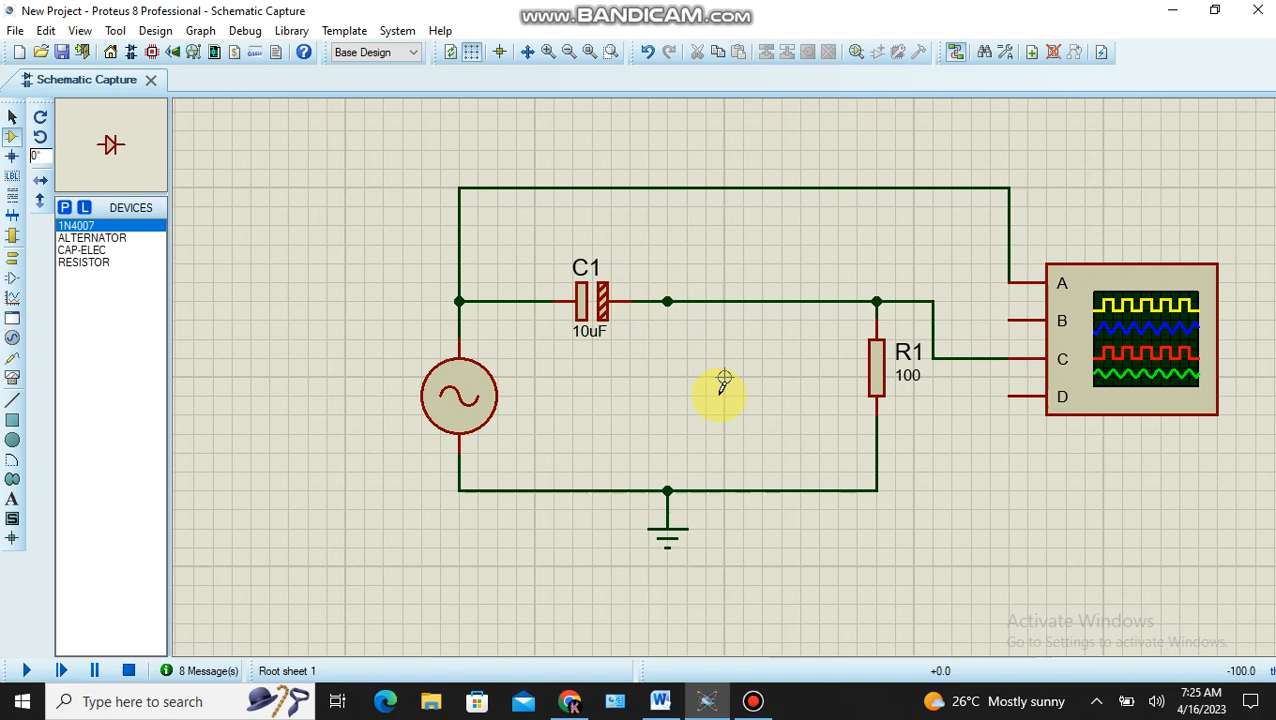 New Project - Proteus 8 Professional - Schematic Capture
www.BANDICAM.com
File Edit View Tool Design Graph Debug Library Template System Help
Base Design
Schematic Capture
0°
P L DEVICES
1N4007
ALTERNATOR
CAP-ELEC
RESISTOR
LBL
A
S
C1
10uF
R1
100
A
B
C
D
Activate Windows
Go to Settings to activate Windows.
8 Message(s) Root sheet 1 +0.0 -100.0 th
Type here to search
26°C Mostly sunny
7:25 AM
4/16/2023